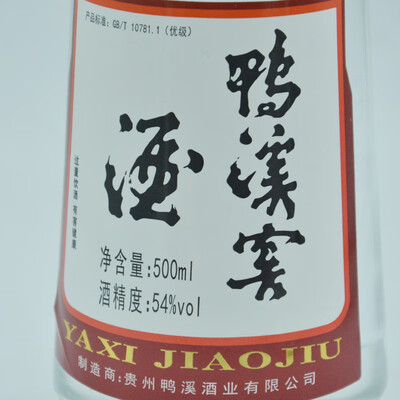 产品标准:GB/T 10781.1 (优级)
鸭溪窖
酒
过量饮酒 有害健康
净含量:500ml
酒精度:54%vol
YAXI JIAOJIU
制造商:贵州鸭溪酒业有限公司